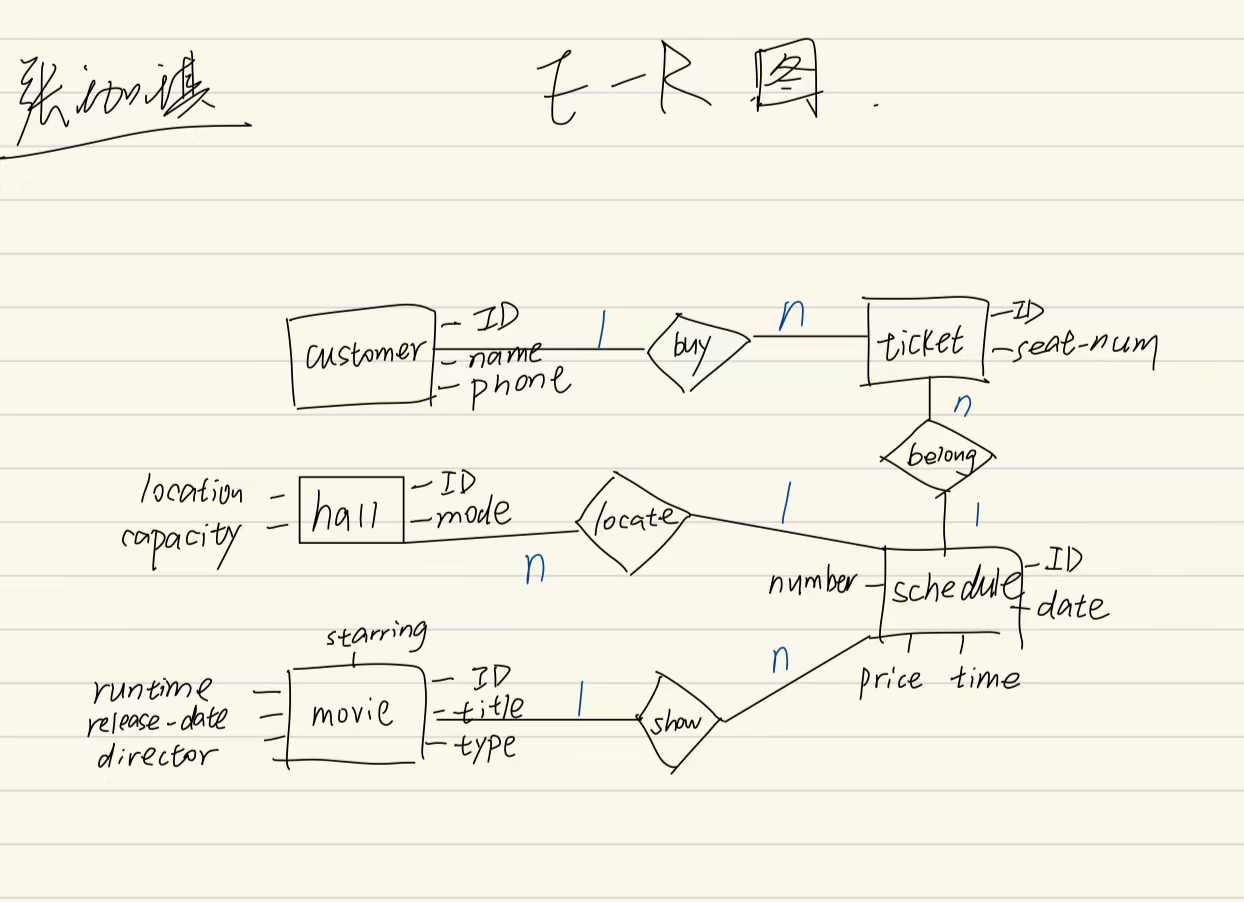 张
E-R 图.
customer
ID
name
phone
1
buy
n
ticket
ID
seat-num
n
belong
1
location
capacity
hall
ID
mode
n
locate
1
number
schedule
ID
date
price time
starring
runtime
release-date
director
movie
ID
title
type
1
show
n